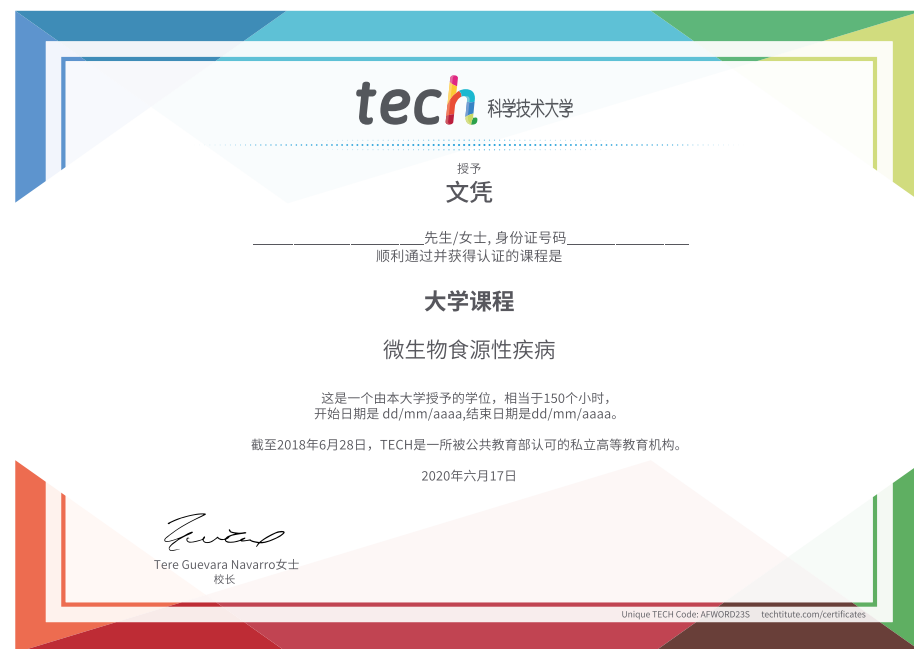 tech 科学技术大学
授予
文凭
______________________先生/女士, 身份证号码________________
顺利通过并获得认证的课程是
大学课程
微生物食源性疾病
这是一个由本大学授予的学位，相当于150个小时，
开始日期是 dd/mm/aaaa,结束日期是dd/mm/aaaa。
截至2018年6月28日，TECH是一所被公共教育部认可的私立高等教育机构。
2020年六月17日
Tere Guevara Navarro女士
校长
Unique TECH Code: AFWORD23S techtitute.com/certificates